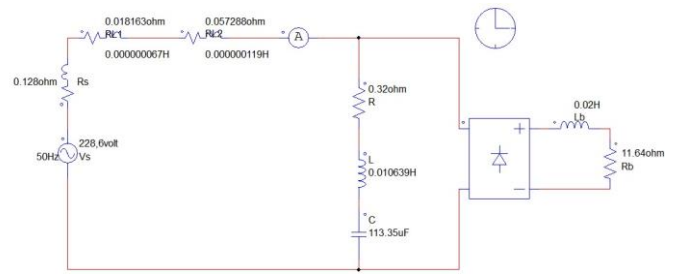 0.018163ohm
0.057288ohm
RL1
RL2
A
0.000000067H
0.000000119H
0.128ohm
Rs
0.32ohm
R
0.02H
Lb
228,6volt
50Hz
Vs
L
0.010639H
11.64ohm
Rb
C
113.35uF